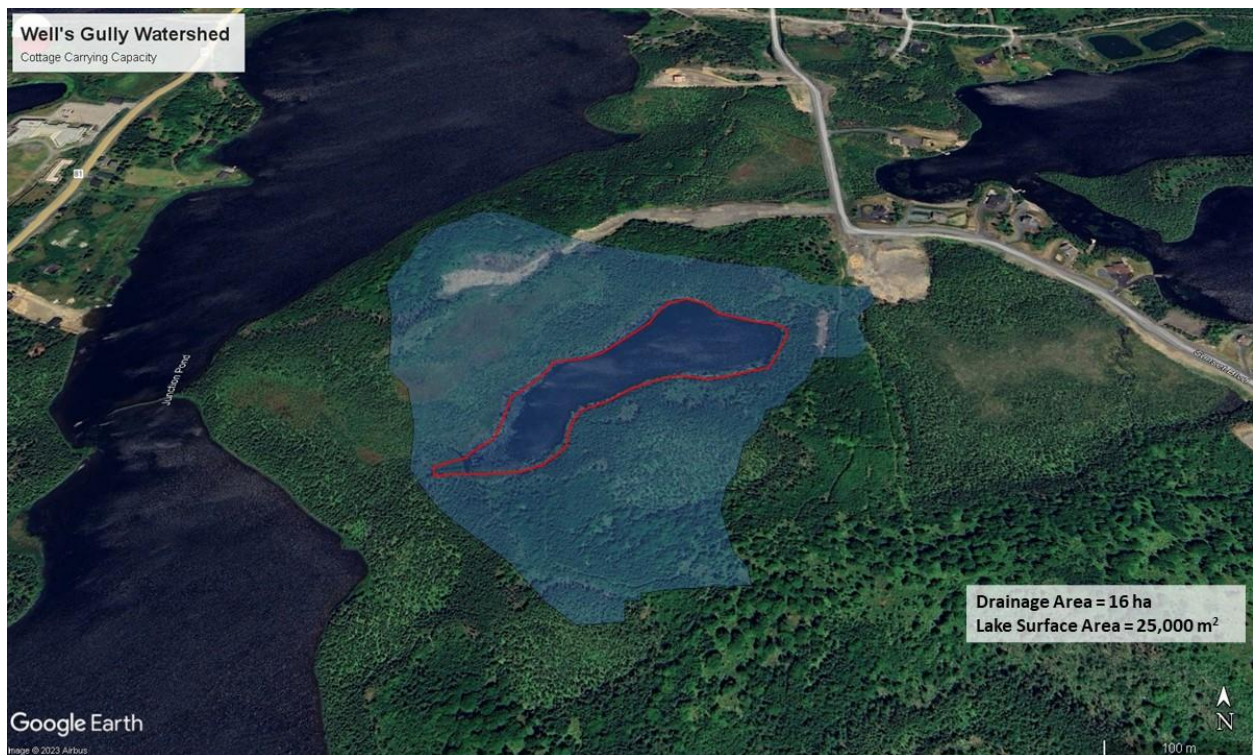 Well's Gully Watershed
Cottage Carrying Capacity
81
Junction Pond
Drainage Area = 16 ha
Lake Surface Area = 25,000 m²
Google Earth
Image © 2023 Airbus
N
100 m